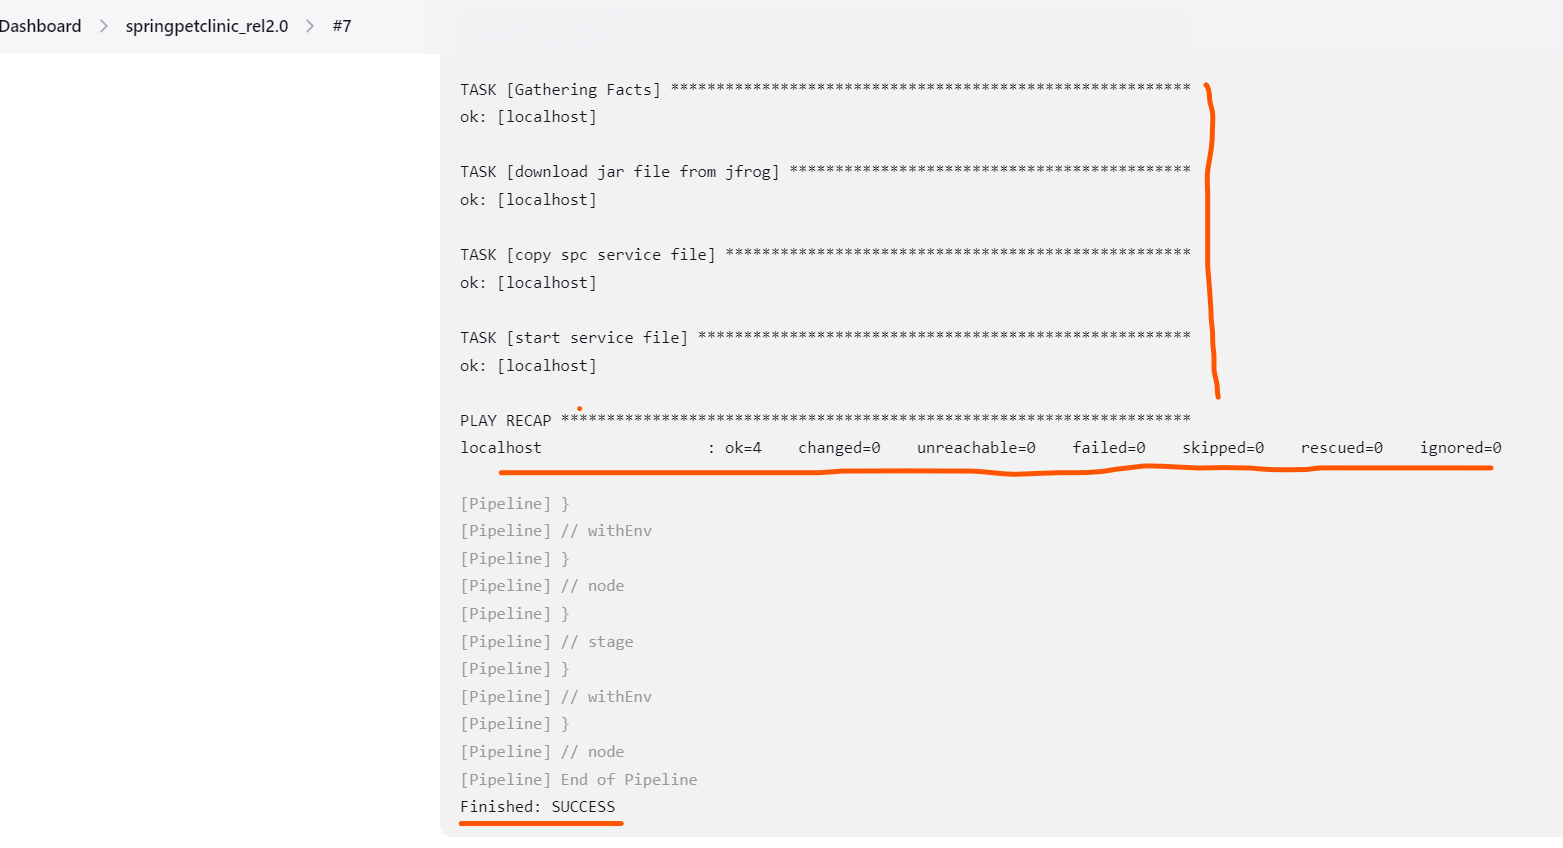 Dashboard > springpetclinic_rel2.0 > #7
TASK [Gathering Facts] *********************************************************
ok: [localhost]
TASK [download jar file from jfrog] ********************************************
ok: [localhost]
TASK [copy spc service file] ***************************************************
ok: [localhost]
TASK [start service file] ******************************************************
ok: [localhost]
PLAY RECAP *********************************************************************
localhost                  : ok=4    changed=0    unreachable=0    failed=0    skipped=0    rescued=0    ignored=0
[Pipeline] }
[Pipeline] // withEnv
[Pipeline] }
[Pipeline] // node
[Pipeline] }
[Pipeline] // stage
[Pipeline] }
[Pipeline] // withEnv
[Pipeline] }
[Pipeline] // node
[Pipeline] End of Pipeline
Finished: SUCCESS